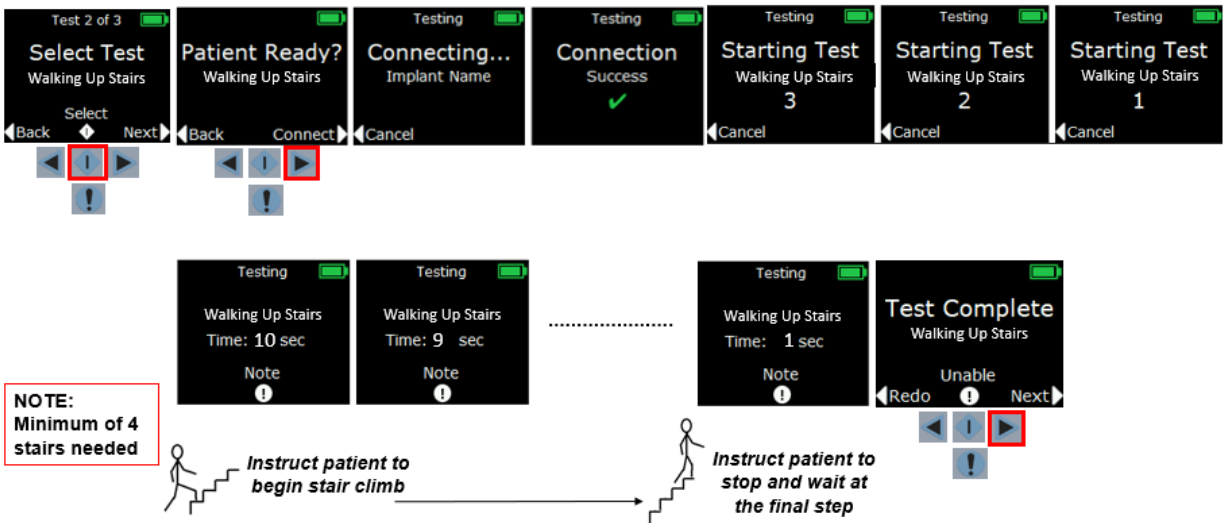 Test 2 of 3
Select Test
Walking Up Stairs
Select
Back
Next
Patient Ready?
Walking Up Stairs
Back
Connect
Testing
Connecting...
Implant Name
Cancel
Testing
Connection
Success
Testing
Starting Test
Walking Up Stairs
3
Cancel
Testing
Starting Test
Walking Up Stairs
2
Cancel
Testing
Starting Test
Walking Up Stairs
1
Cancel
Testing
Walking Up Stairs
Time: 10 sec
Note
Testing
Walking Up Stairs
Time: 9 sec
Note
Testing
Walking Up Stairs
Time: 1 sec
Note
Test Complete
Walking Up Stairs
Unable
Redo
Next
NOTE:
Minimum of 4
stairs needed
Instruct patient to
begin stair climb
Instruct patient to
stop and wait at
the final step